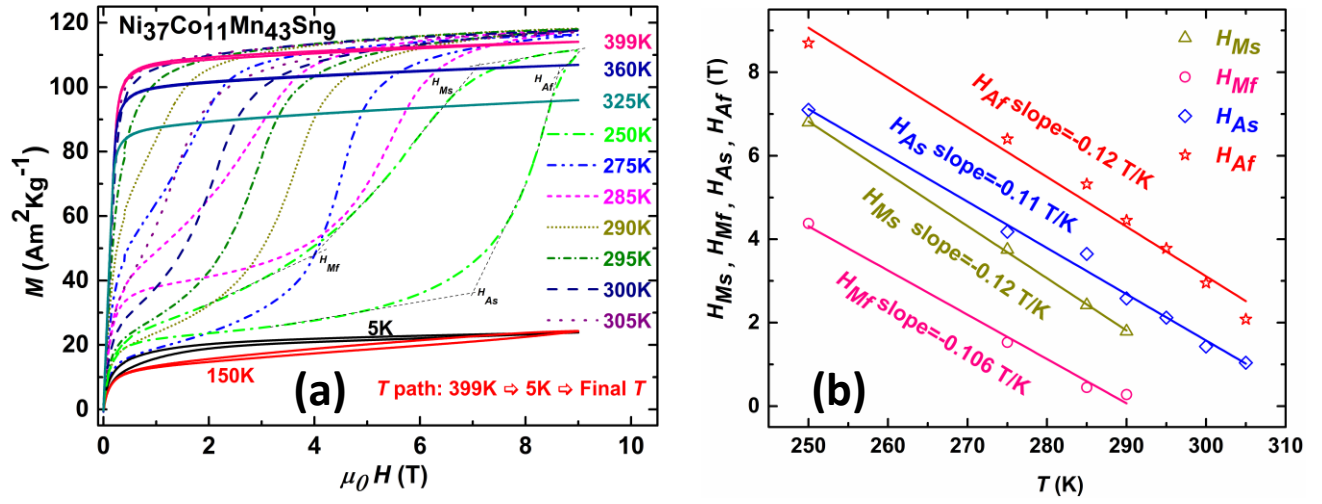 Ni37Co11Mn43Sn9
120
100
80
60
40
20
0
M (Am²Kg⁻¹)
399K
360K
325K
250K
275K
285K
290K
295K
300K
305K
HMs
HAf
HMf
HAs
5K
150K
(a)
T path: 399K ⇨ 5K ⇨ Final T
0 2 4 6 8 10
μ0 H (T)
8
6
4
2
0
HMs , HMf , HAs , HAf (T)
HMs
HMf
HAs
HAf
HAf slope=-0.12 T/K
HAs slope=-0.11 T/K
HMs slope=-0.12 T/K
HMf slope=-0.106 T/K
(b)
250 260 270 280 290 300 310
T (K)